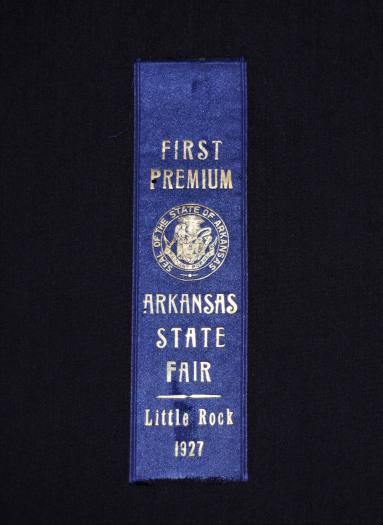 FIRST
PREMIUM
SEAL OF THE STATE OF ARKANSAS
ARKANSAS
STATE
FAIR
Little Rock
1927